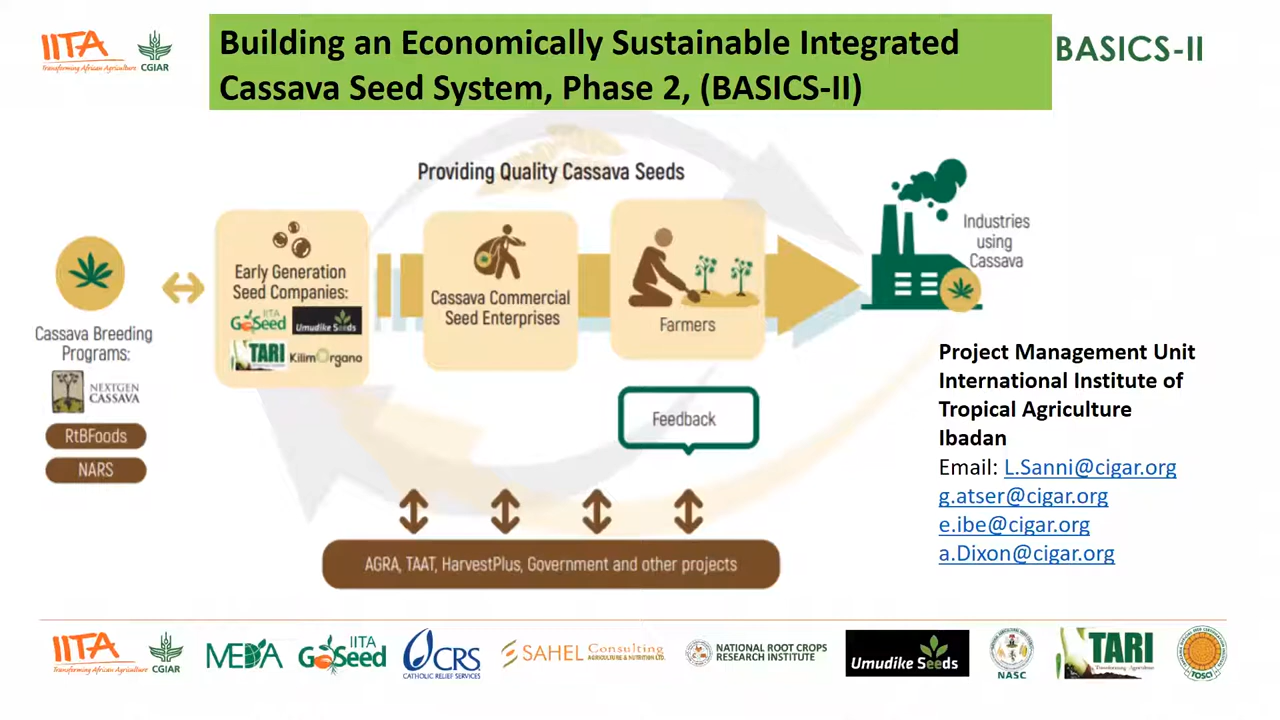 IITA
Transforming African Agriculture
CGIAR
Building an Economically Sustainable Integrated
Cassava Seed System, Phase 2, (BASICS-II)
BASICS-II
Providing Quality Cassava Seeds
Cassava Breeding
Programs:
NEXTGEN
CASSAVA
RtBFoods
NARS
Early Generation
Seed Companies:
IITA
GoSeed
Umudike Seeds
TARI
KilimOrgano
Cassava Commercial
Seed Enterprises
Farmers
Industries
using
Cassava
Feedback
AGRA, TAAT, HarvestPlus, Government and other projects
Project Management Unit
International Institute of
Tropical Agriculture
Ibadan
Email: L.Sanni@cigar.org
g.atser@cigar.org
e.ibe@cigar.org
a.Dixon@cigar.org
IITA
Transforming African Agriculture
CGIAR
MEDA
IITA
GoSeed
CRS
CATHOLIC RELIEF SERVICES
SAHEL Consulting
AGRICULTURE & NUTRITION LTD.
NATIONAL ROOT CROPS
RESEARCH INSTITUTE
Umudike Seeds
NASC
TARI
Transforming Agriculture
TOSCI